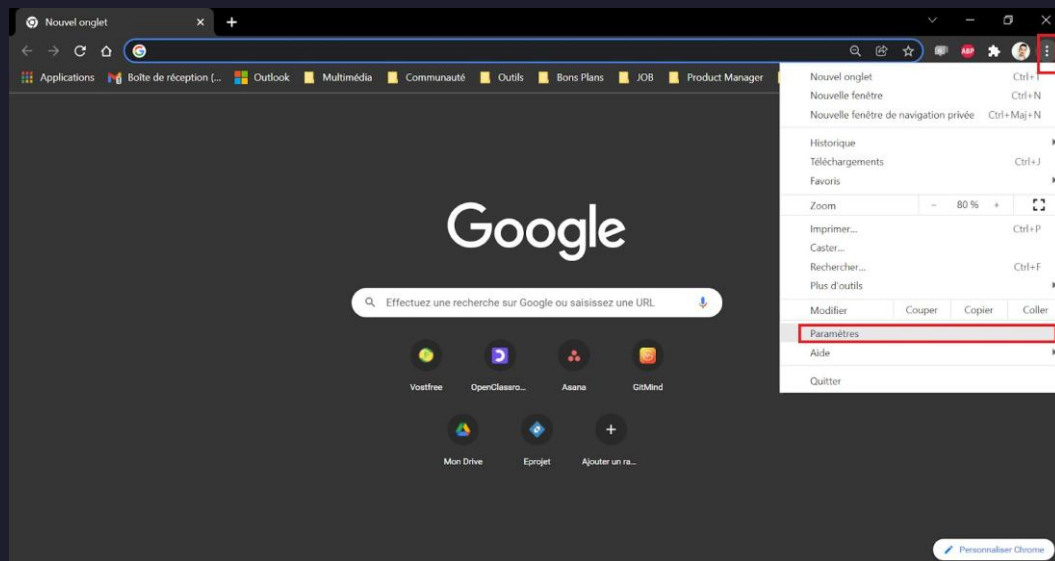 Nouvel onglet
Applications Boîte de réception (... Outlook Multimédia Communauté Outils Bons Plans JOB Product Manager
Nouvel onglet Ctrl+T
Nouvelle fenêtre Ctrl+N
Nouvelle fenêtre de navigation privée Ctrl+Maj+N
Historique
Téléchargements Ctrl+J
Favoris
Zoom - 80 % +
Imprimer... Ctrl+P
Caster...
Rechercher... Ctrl+F
Plus d'outils
Modifier Couper Copier Coller
Paramètres
Aide
Quitter
Google
Effectuez une recherche sur Google ou saisissez une URL
Vostfree OpenClassro... Asana GitMind
Mon Drive Eprojet Ajouter un ra...
Personnaliser Chrome
ABP